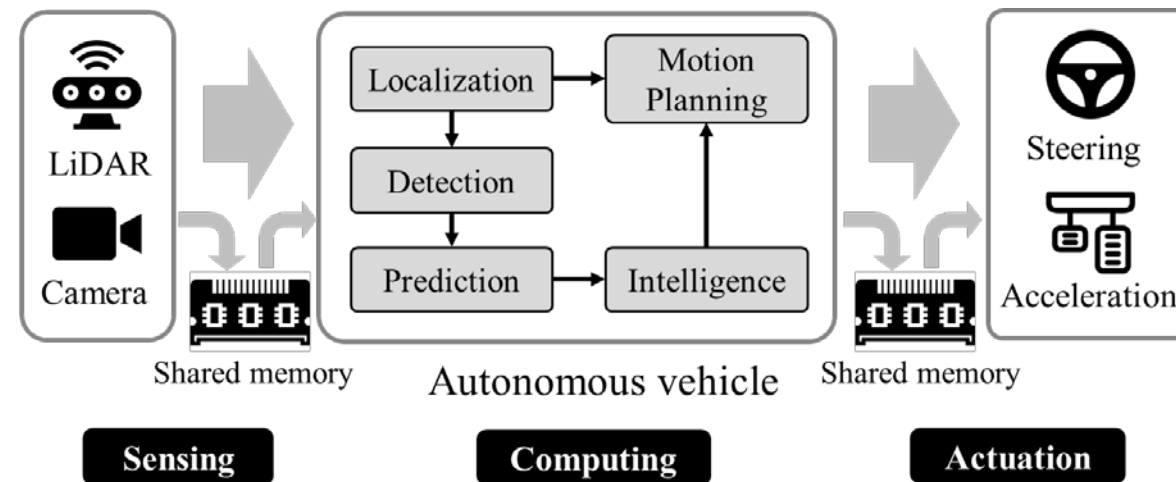 LiDAR
Camera
Shared memory
Localization
Detection
Prediction
Motion
Planning
Intelligence
Autonomous vehicle
Shared memory
Steering
Acceleration
Sensing
Computing
Actuation